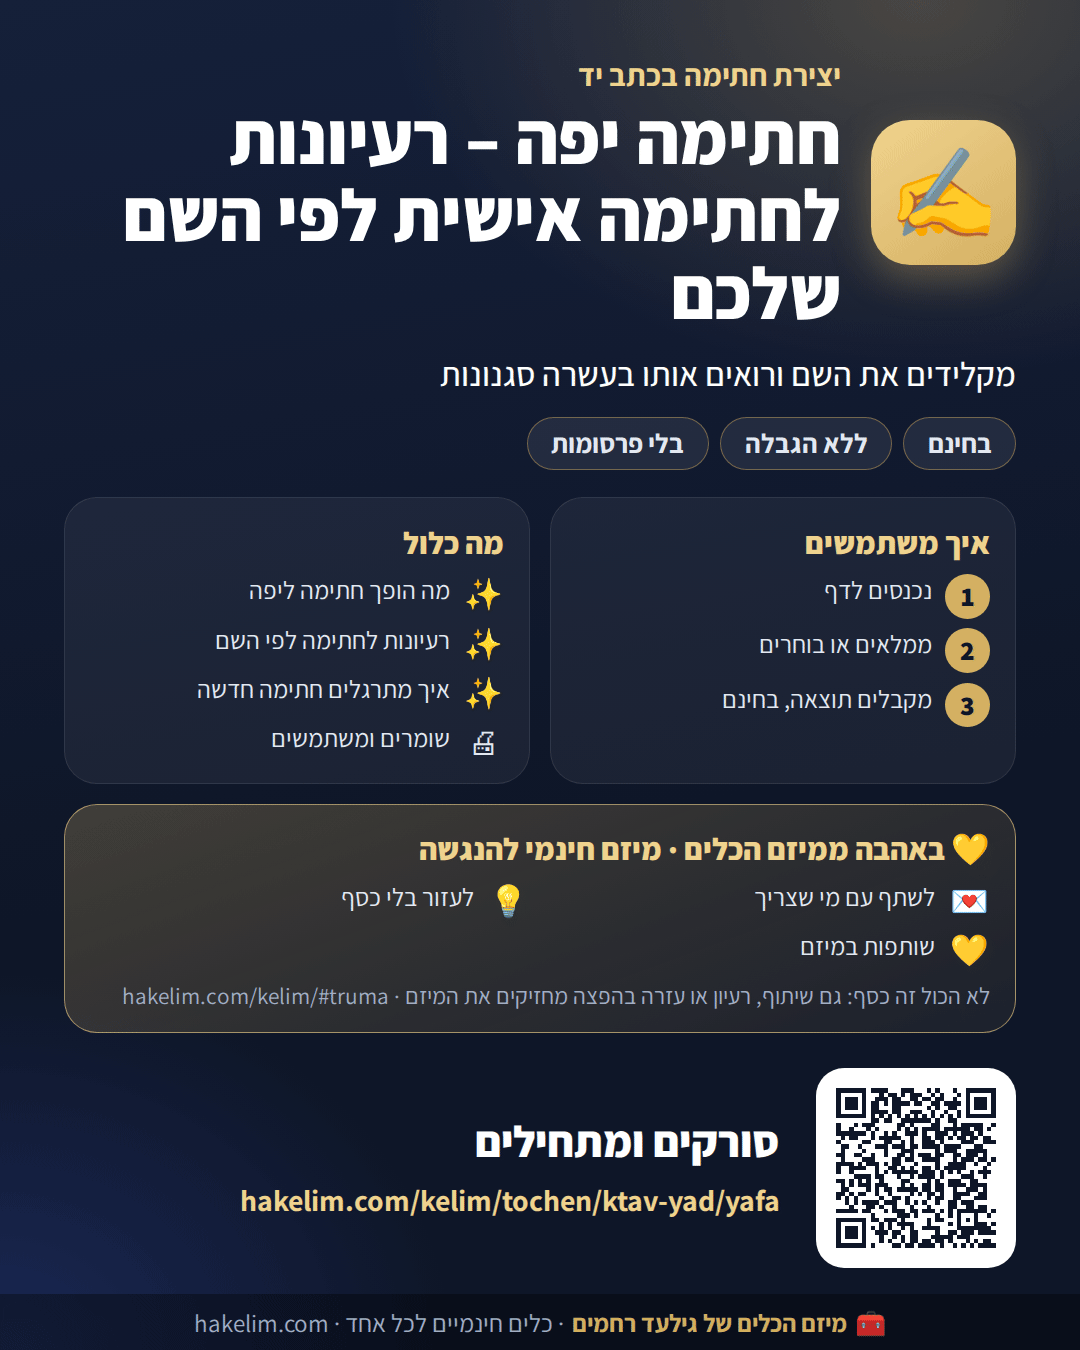 יצירת חתימה בכתב יד
חתימה יפה – רעיונות
לחתימה אישית לפי השם
שלכם
מקלידים את השם ורואים אותו בעשרה סגנונות
בחינם
ללא הגבלה
בלי פרסומות
איך משתמשים
1 נכנסים לדף
2 ממלאים או בוחרים
3 מקבלים תוצאה, בחינם
מה כלול
מה הופך חתימה ליפה
רעיונות לחתימה לפי השם
איך מתרגלים חתימה חדשה
שומרים ומשתמשים
באהבה ממיזם הכלים · מיזם חינמי להנגשה
לשתף עם מי שצריך
לעזור בלי כסף
שותפות במיזם
לא הכול זה כסף: גם שיתוף, רעיון או עזרה בהפצה מחזיקים את המיזם · hakelim.com/kelim/#truma
סורקים ומתחילים
hakelim.com/kelim/tochen/ktav-yad/yafa
מיזם הכלים של גילעד רחמים · כלים חינמיים לכל אחד · hakelim.com